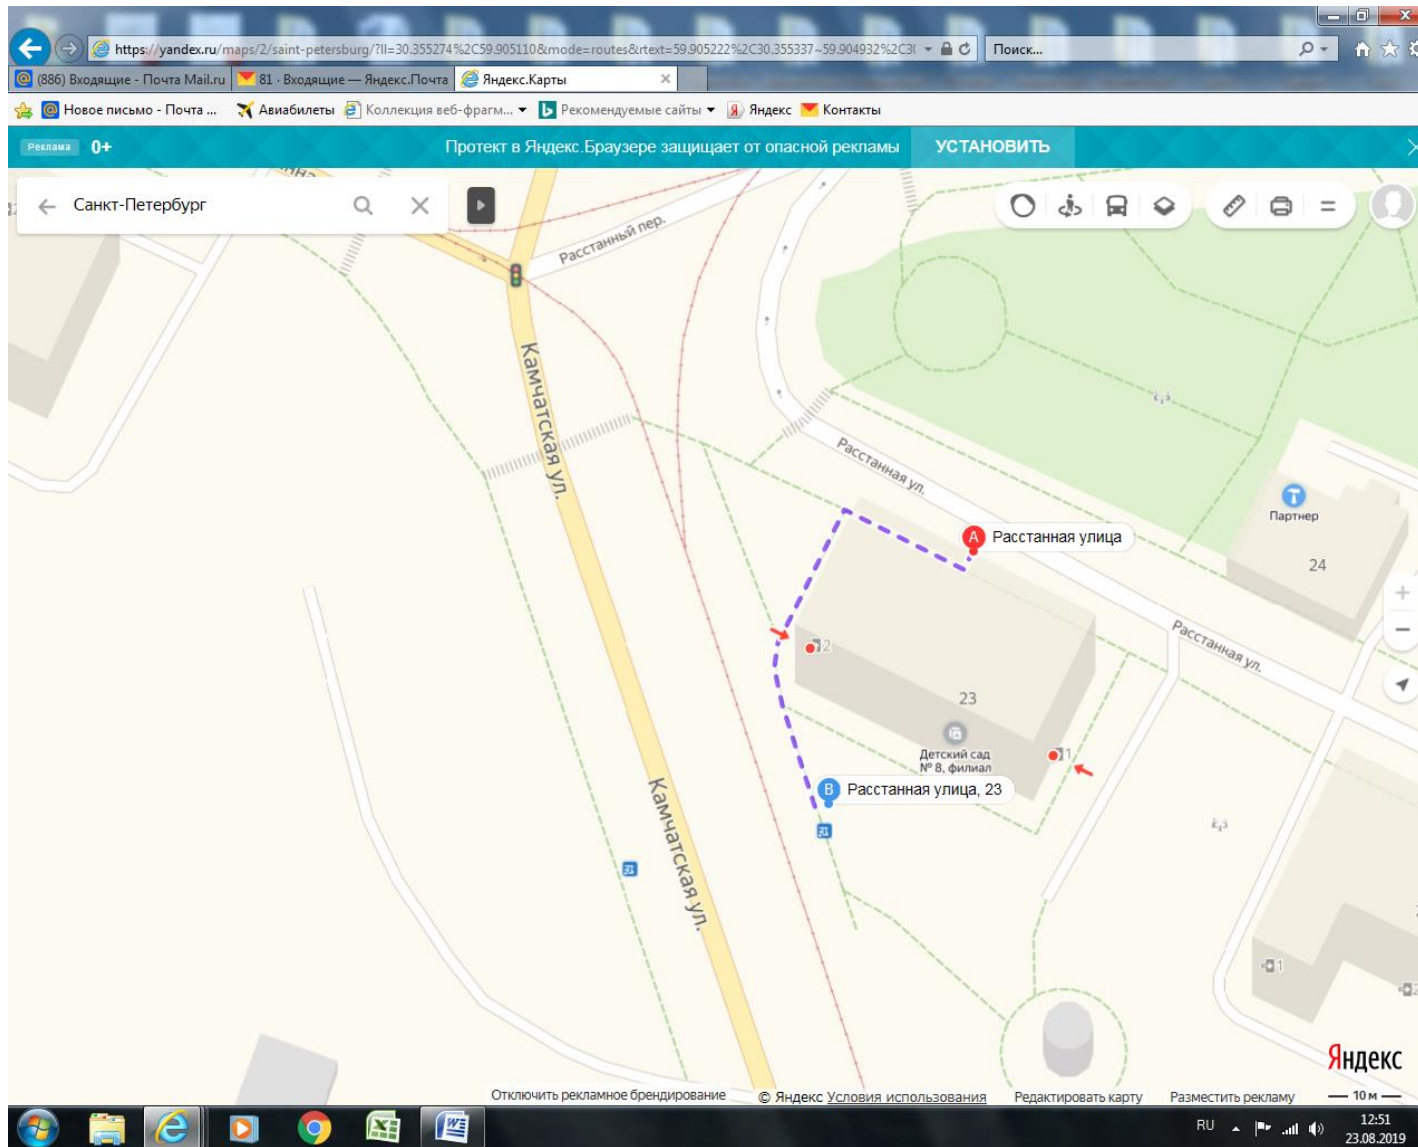 https://yandex.ru/maps/2/saint-petersburg/?ll=30.355274%2C59.905110&mode=routes&rtext=59.905222%2C30.355337~59.904932%2C3(
Поиск...
(886) Входящие - Почта Mail.ru
81 · Входящие — Яндекс.Почта
Яндекс.Карты
Новое письмо - Почта ...
Авиабилеты
Коллекция веб-фрагм...
Рекомендуемые сайты
Яндекс
Контакты
Реклама
0+
Протект в Яндекс.Браузере защищает от опасной рекламы
УСТАНОВИТЬ
Санкт-Петербург
Расстанный пер.
Камчатская ул.
Расстанная ул.
Партнер
24
A
Расстанная улица
Расстанная ул.
2
23
Детский сад
№ 8, филиал
1
B
Расстанная улица, 23
Камчатская ул.
1
2
Яндекс
Отключить рекламное брендирование
© Яндекс Условия использования
Редактировать карту
Разместить рекламу
10 м
RU
12:51
23.08.2019